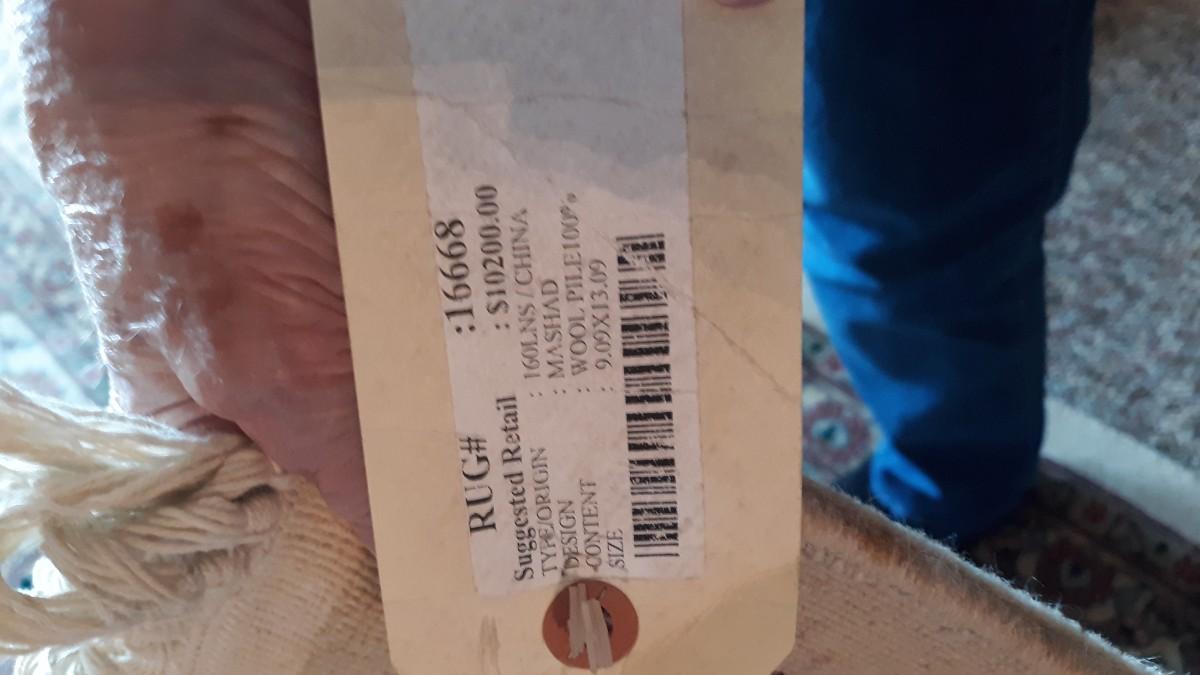 RUG# :16668
Suggested Retail : $10200.00
TYPE/ORIGIN : 160LNS / CHINA
DESIGN : MASHAD
CONTENT : WOOL PILE100%
SIZE : 9.09X13.09